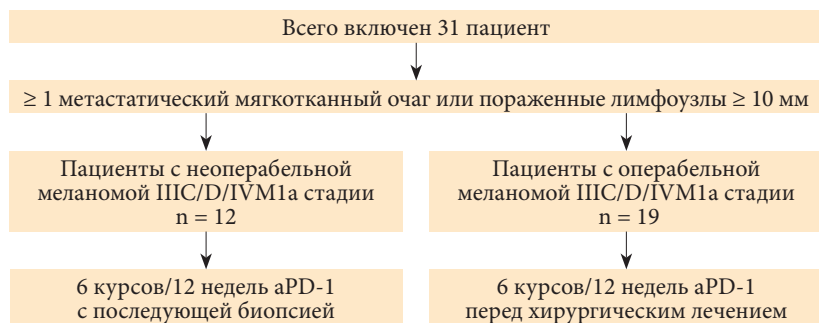 Всего включен 31 пациент
≥ 1 метастатический мягкотканный очаг или пораженные лимфоузлы ≥ 10 мм
Пациенты с неоперабельной
меланомой IIIC/D/IVM1a стадии
n = 12
Пациенты с операбельной
меланомой IIIC/D/IVM1a стадии
n = 19
6 курсов/12 недель aPD-1
с последующей биопсией
6 курсов/12 недель aPD-1
перед хирургическим лечением